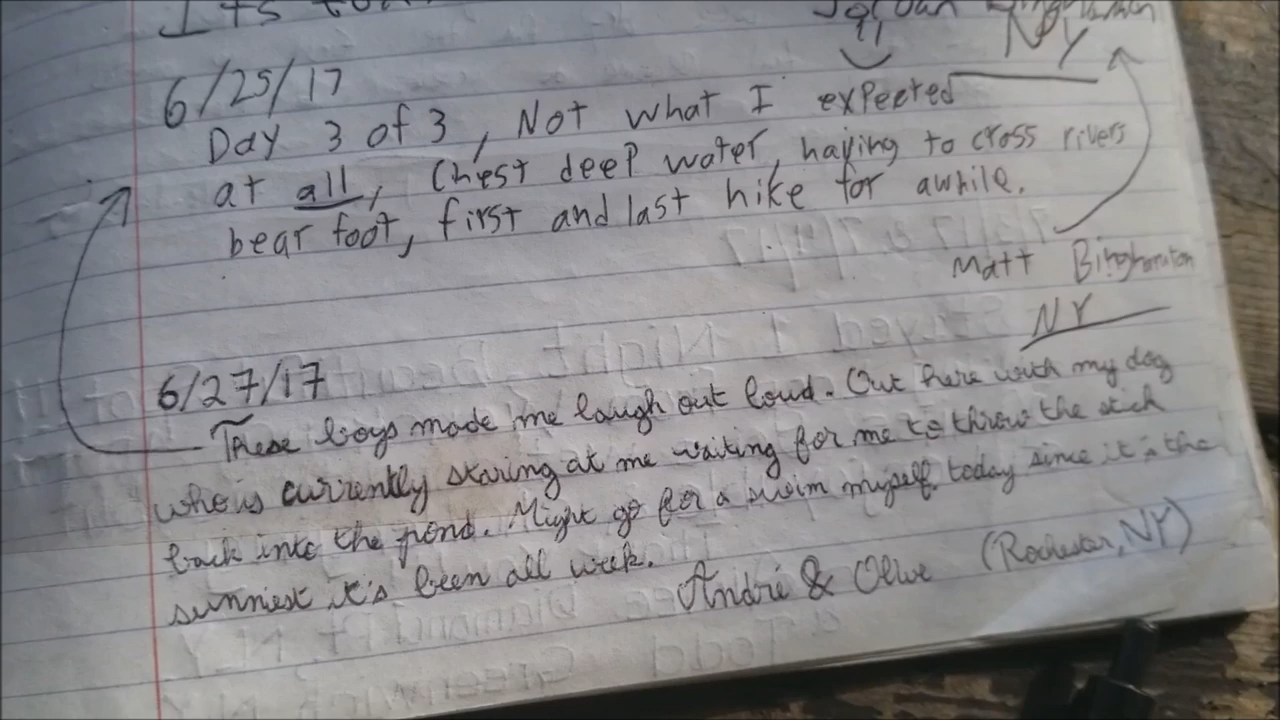 NY
6/25/17
Day 3 of 3, Not what I expected
at all, Chest deep water, having to cross rivers
bear foot, first and last hike for awhile.
Matt Binghamton
NY
6/27/17
These boys made me laugh out loud. Out here with my dog
who is currently staring at me waiting for me to throw the stick
back into the pond. Might go for a swim myself today since it's the
sunniest it's been all week.
André & Olive (Rochester, NY)